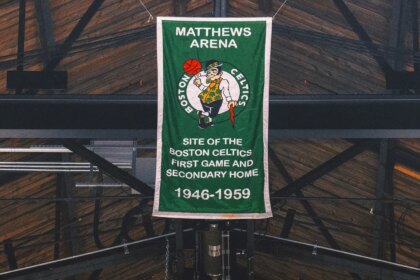 MATTHEWS
ARENA
BOSTON CELTICS
SITE OF THE
BOSTON CELTICS
FIRST GAME AND
SECONDARY HOME
1946-1959